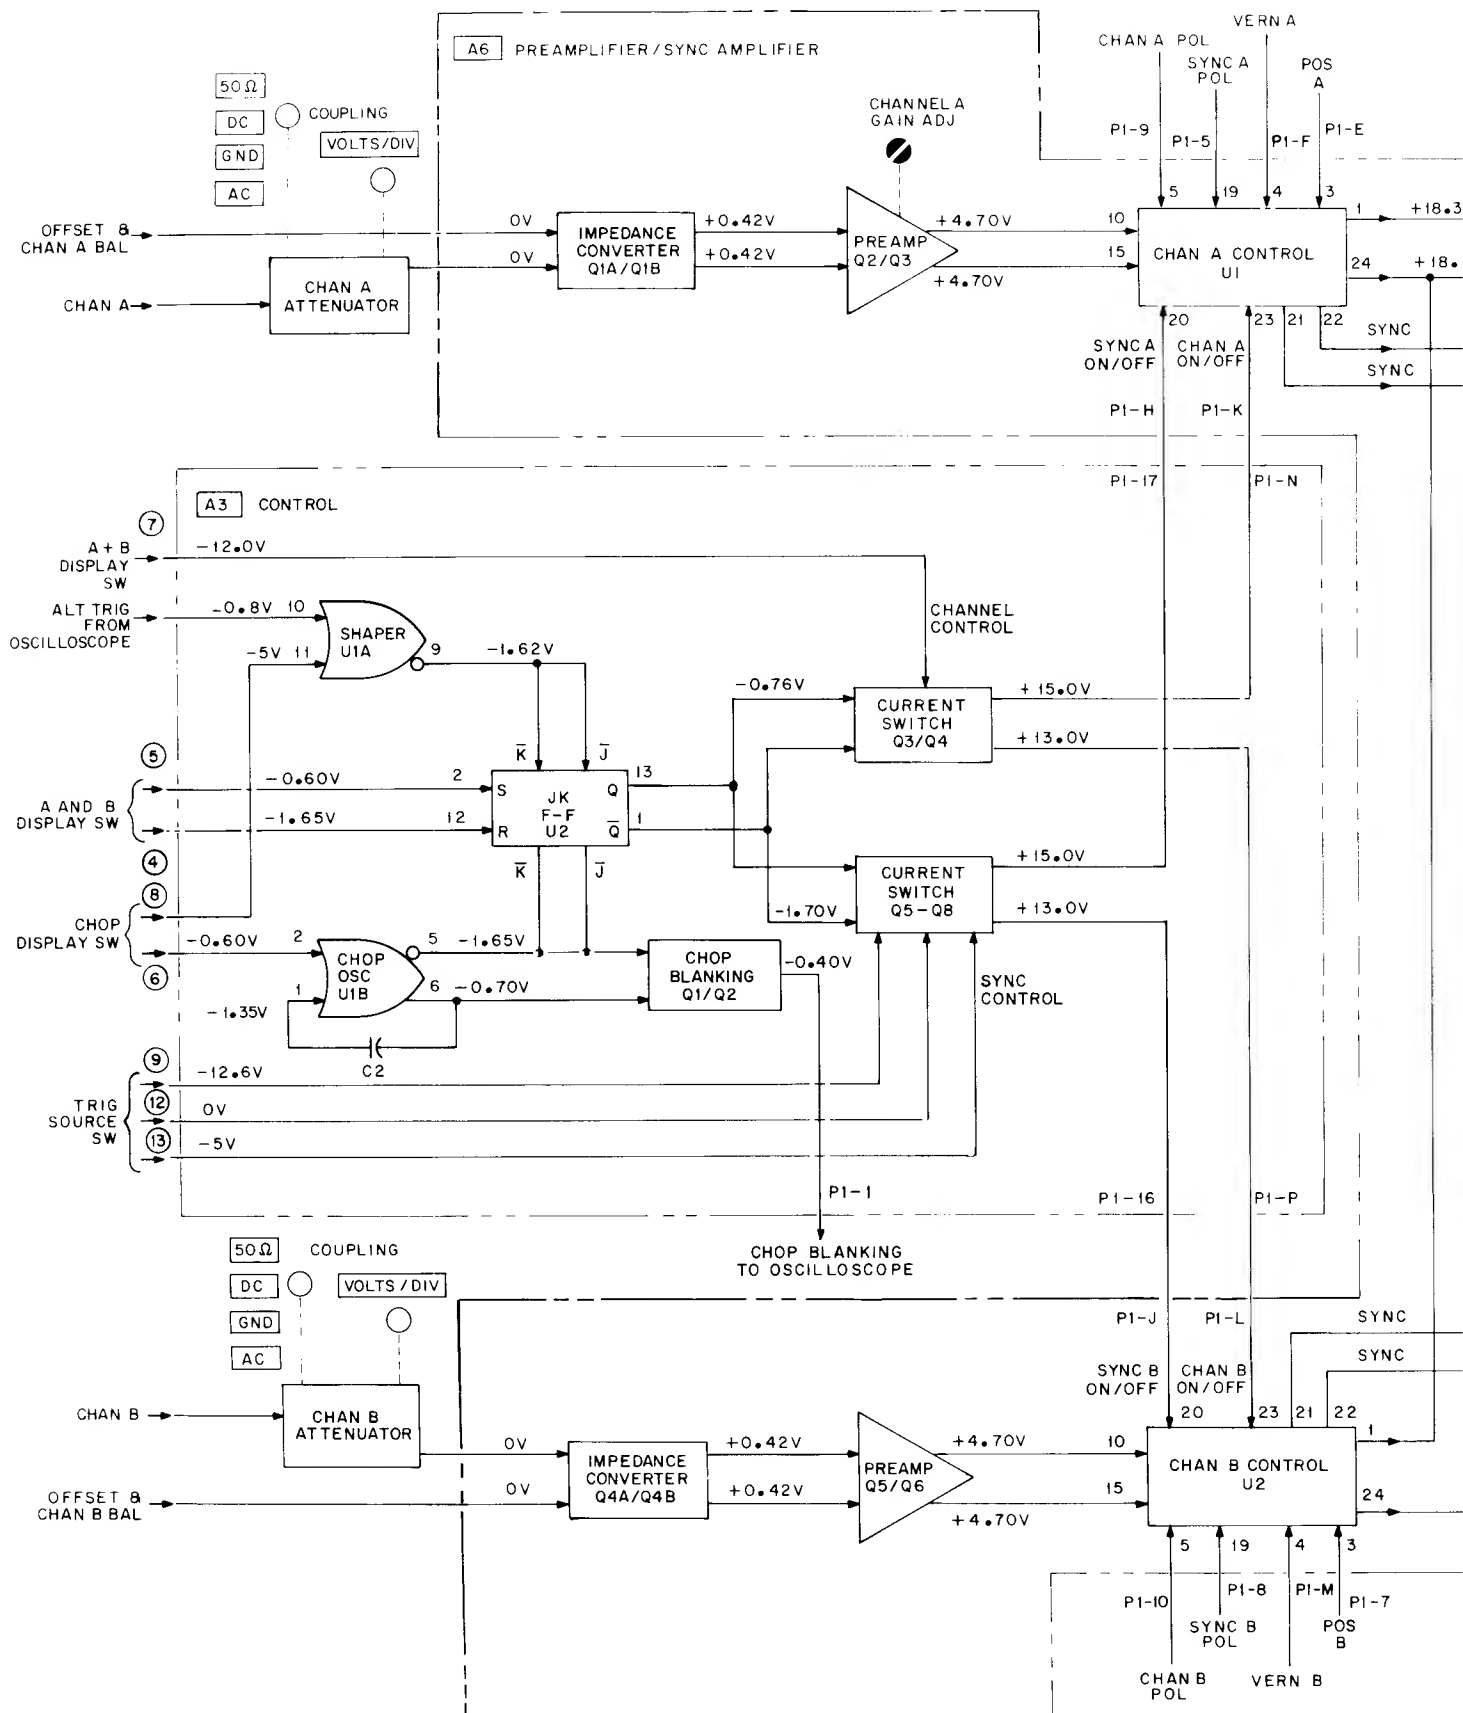 VERN A
CHAN A POL
SYNC A
POL
POS
A
A6 PREAMPLIFIER/SYNC AMPLIFIER
50Ω
DC
GND
AC
COUPLING
VOLTS/DIV
CHANNEL A
GAIN ADJ
P1-9
P1-5
P1-F
P1-E
5
19
4
3
OFFSET &
CHAN A BAL
0V
0V
IMPEDANCE
CONVERTER
Q1A/Q1B
+0.42V
+0.42V
PREAMP
Q2/Q3
+4.70V
+4.70V
10
15
CHAN A CONTROL
U1
1
+18.3
24
+18.
CHAN A
CHAN A
ATTENUATOR
20
23
21
22
SYNC
SYNC
SYNC A
ON/OFF
CHAN A
ON/OFF
P1-H
P1-K
P1-17
P1-N
A3 CONTROL
7
A + B
DISPLAY
SW
-12.0V
ALT TRIG
FROM
OSCILLOSCOPE
-0.8V
10
-5V
11
SHAPER
U1A
9
-1.62V
CHANNEL
CONTROL
-0.76V
CURRENT
SWITCH
Q3/Q4
+15.0V
+13.0V
5
A AND B
DISPLAY SW
-0.60V
2
-1.65V
12
K̅
J̅
S
Q
JK
F-F
U2
R
Q̅
13
1
K̅
J̅
4
8
CHOP
DISPLAY SW
6
-0.60V
2
CHOP
OSC
U1B
5
-1.65V
6
-0.70V
1
-1.35V
C2
CHOP
BLANKING
Q1/Q2
-0.40V
-1.70V
CURRENT
SWITCH
Q5-Q8
+15.0V
+13.0V
SYNC
CONTROL
9
-12.6V
12
0V
13
-5V
TRIG
SOURCE
SW
P1-1
P1-16
P1-P
CHOP BLANKING
TO OSCILLOSCOPE
50Ω
DC
GND
AC
COUPLING
VOLTS/DIV
P1-J
P1-L
SYNC
SYNC
SYNC B
ON/OFF
CHAN B
ON/OFF
20
23
21
22
CHAN B
CHAN B
ATTENUATOR
OFFSET &
CHAN B BAL
0V
0V
IMPEDANCE
CONVERTER
Q4A/Q4B
+0.42V
+0.42V
PREAMP
Q5/Q6
+4.70V
+4.70V
10
15
CHAN B CONTROL
U2
1
24
5
19
4
3
P1-10
P1-8
P1-M
P1-7
SYNC B
POL
POS
B
CHAN B
POL
VERN B